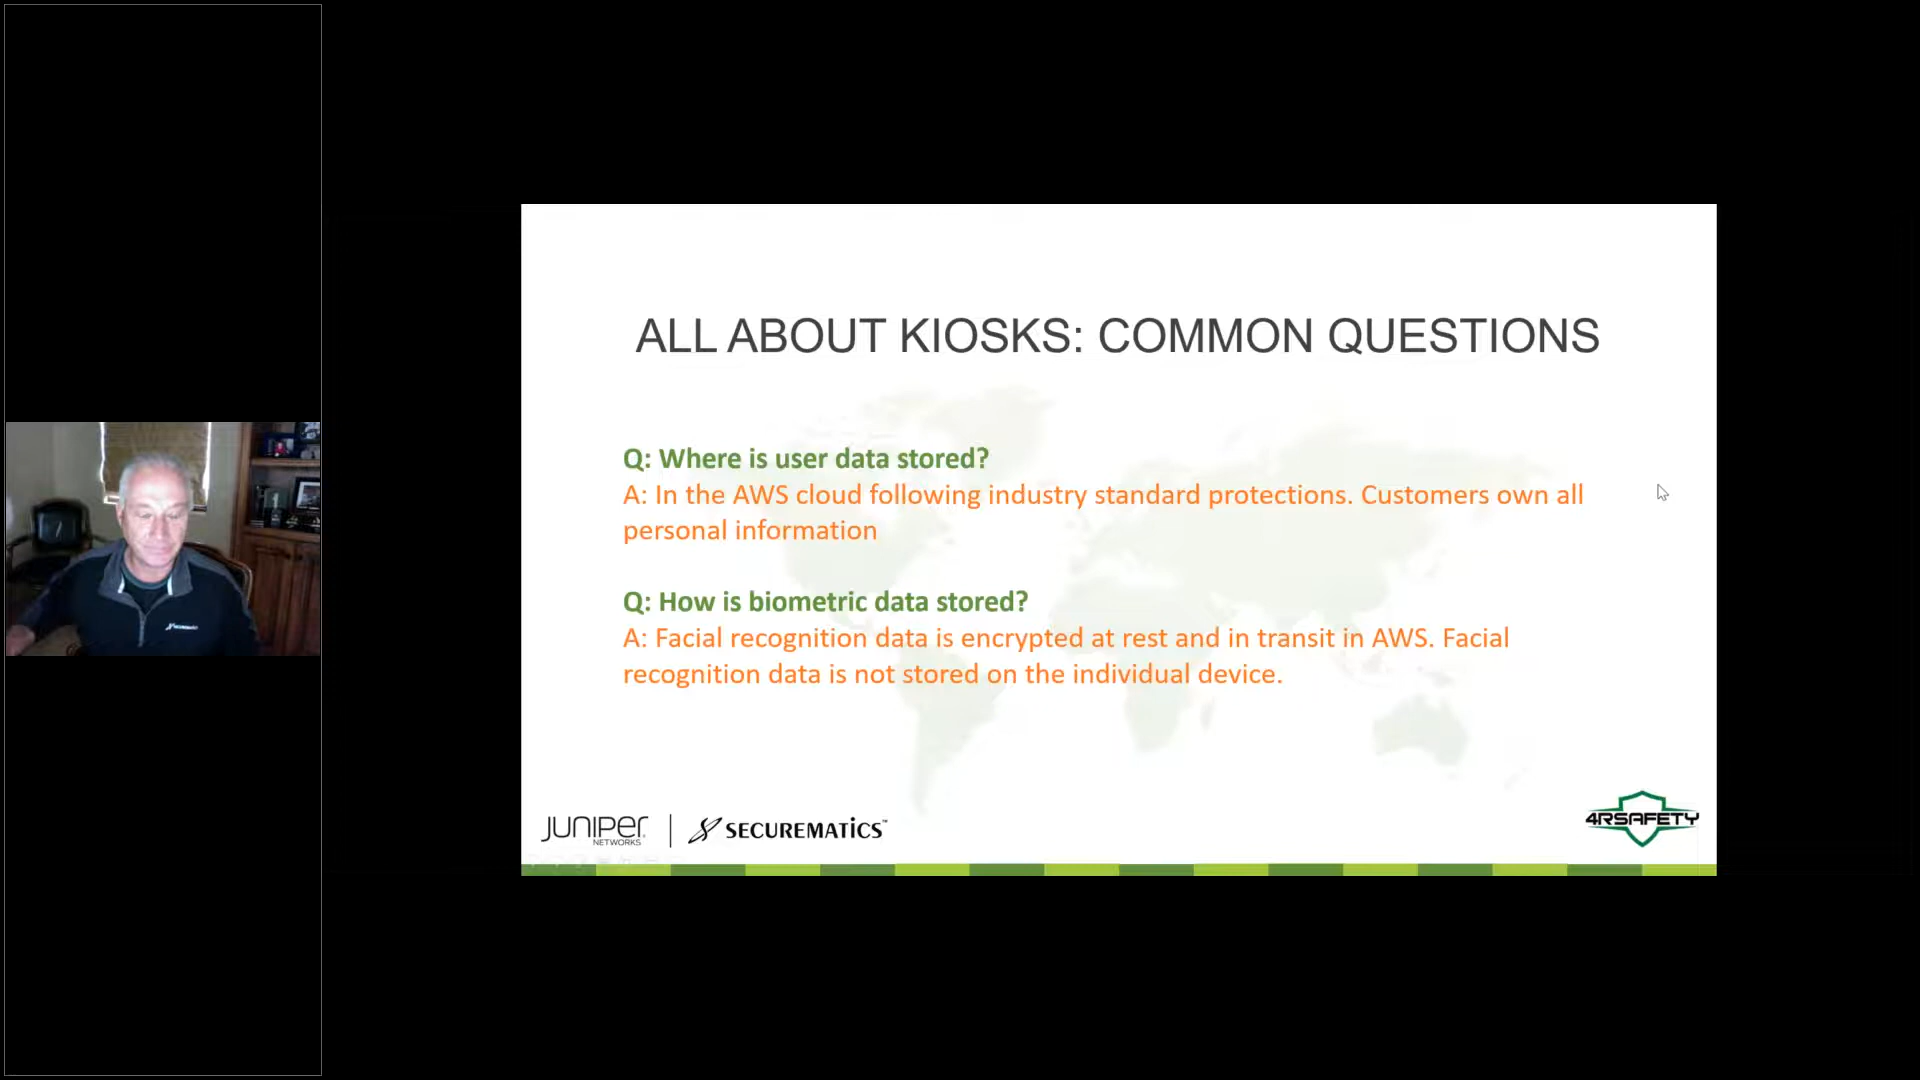 ALL ABOUT KIOSKS: COMMON QUESTIONS
Q: Where is user data stored?
A: In the AWS cloud following industry standard protections. Customers own all
personal information
Q: How is biometric data stored?
A: Facial recognition data is encrypted at rest and in transit in AWS. Facial
recognition data is not stored on the individual device.
JUNIPER
NETWORKS
SECUREMATICS™
4RSAFETY